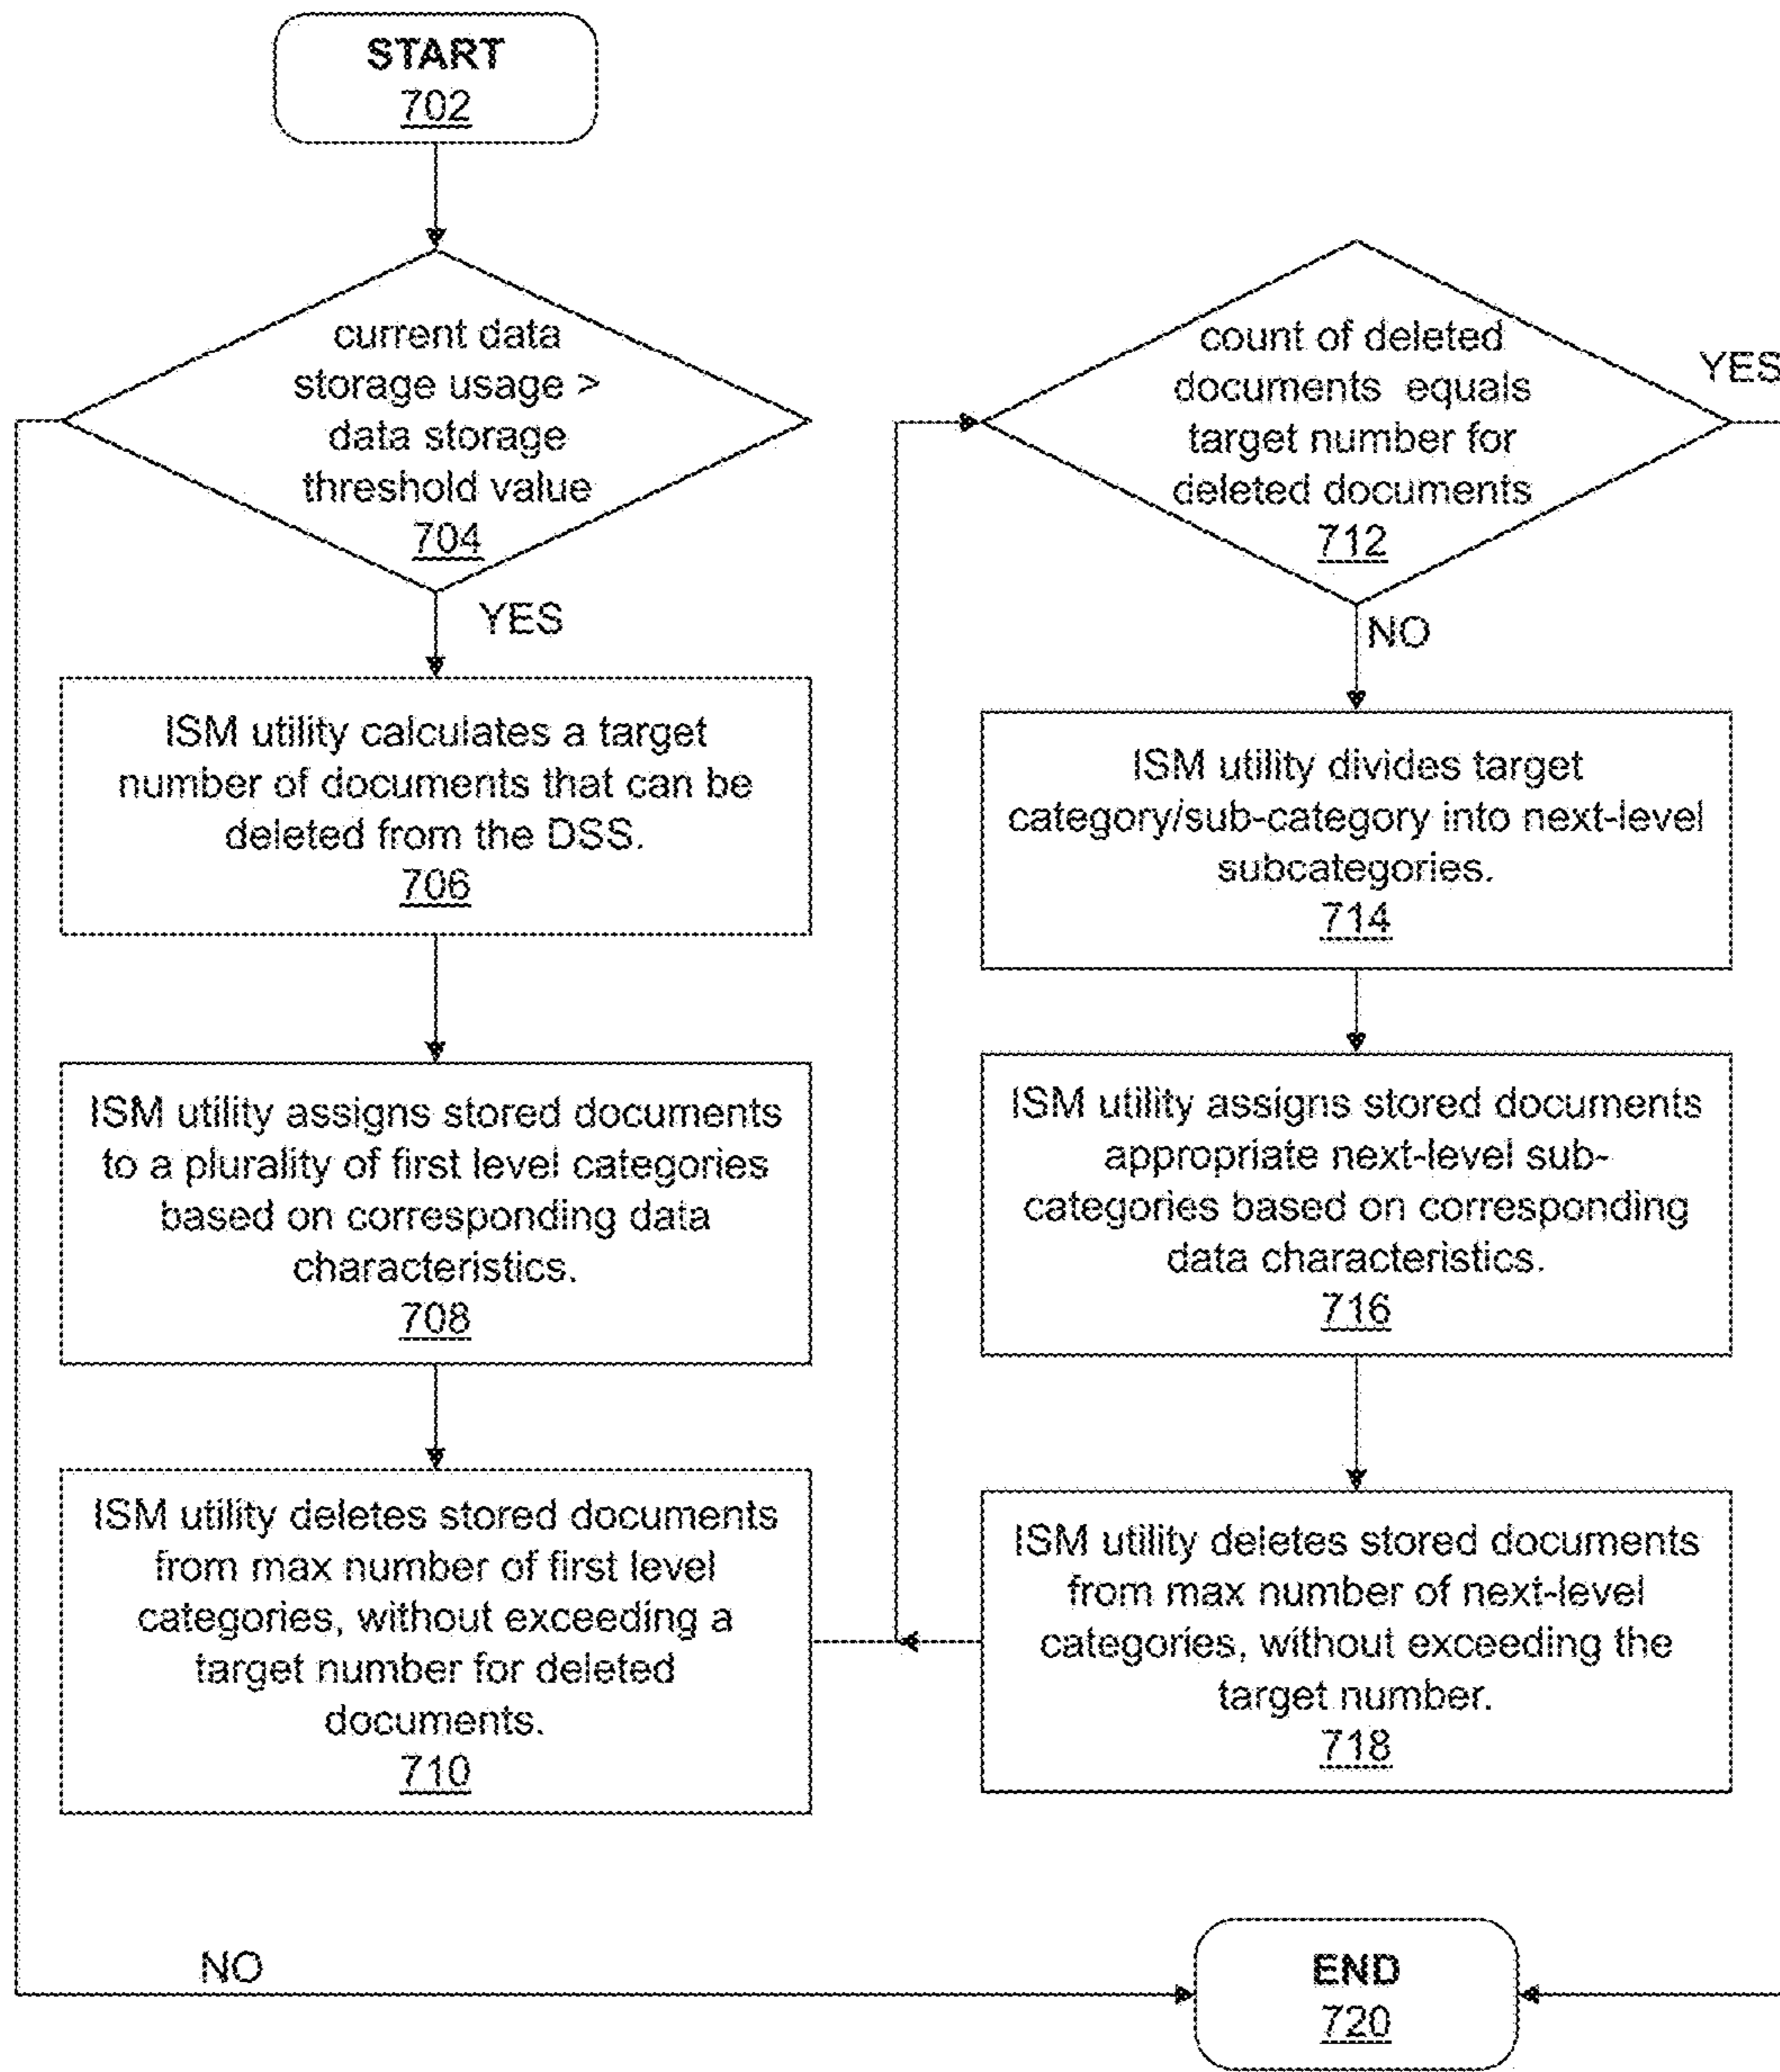 START
702
current data
storage usage >
data storage
threshold value
704
YES
ISM utility calculates a target
number of documents that can be
deleted from the DSS.
706
ISM utility assigns stored documents
to a plurality of first level categories
based on corresponding data
characteristics.
708
ISM utility deletes stored documents
from max number of first level
categories, without exceeding a
target number for deleted
documents.
710
NO
count of deleted
documents equals
target number for
deleted documents
712
YES
NO
ISM utility divides target
category/sub-category into next-level
subcategories.
714
ISM utility assigns stored documents
appropriate next-level sub-
categories based on corresponding
data characteristics.
716
ISM utility deletes stored documents
from max number of next-level
categories, without exceeding the
target number.
718
END
720